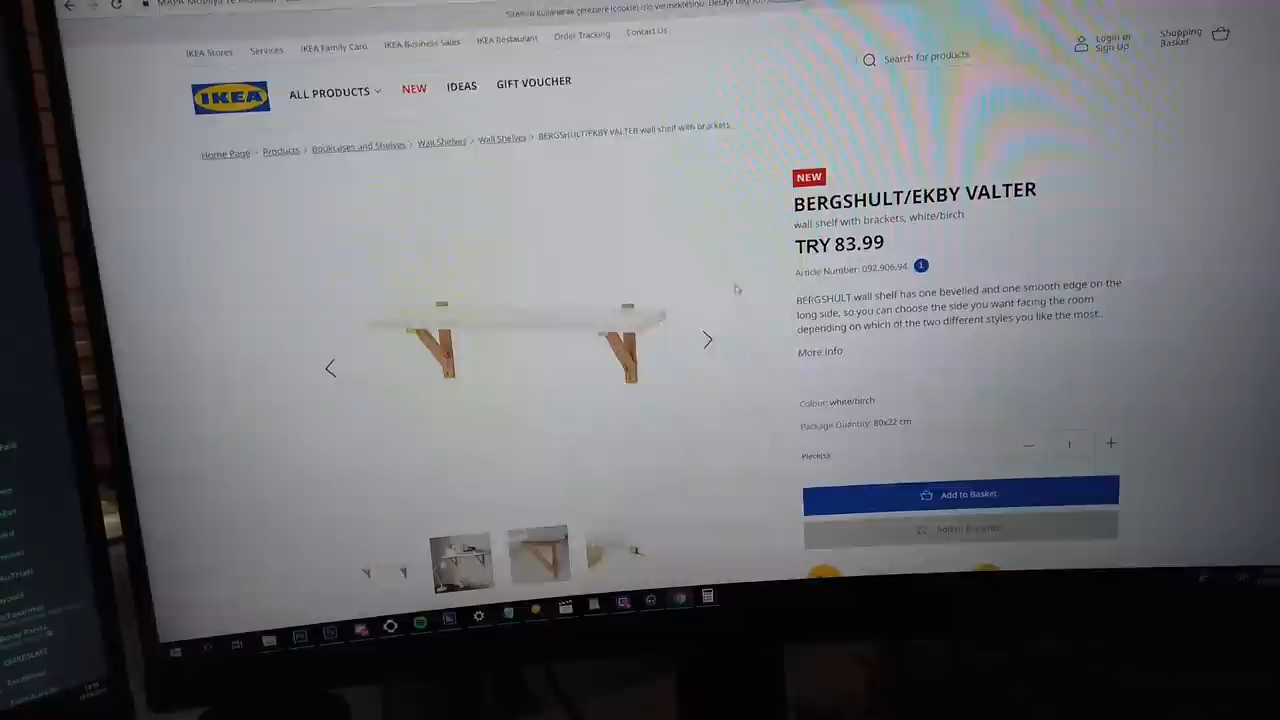 IKEA Stores
Services
IKEA Family Card
IKEA Business Sales
IKEA Restaurant
Order Tracking
Contact Us
Search for products
Login or
Sign Up
Shopping
Basket
IKEA
ALL PRODUCTS
NEW
IDEAS
GIFT VOUCHER
Home Page > Products > Bookcases and Shelves > Wall Shelves > Wall Shelves > BERGSHULT/EKBY VALTER wall shelf with brackets
NEW
BERGSHULT/EKBY VALTER
wall shelf with brackets, white/birch
TRY 83.99
Article Number: 092.906.94
BERGSHULT wall shelf has one bevelled and one smooth edge on the
long side, so you can choose the side you want facing the room
depending on which of the two different styles you like the most..
More Info
Colour: white/birch
Package Quantity: 80x22 cm
Piece(s):
— 1 +
Add to Basket